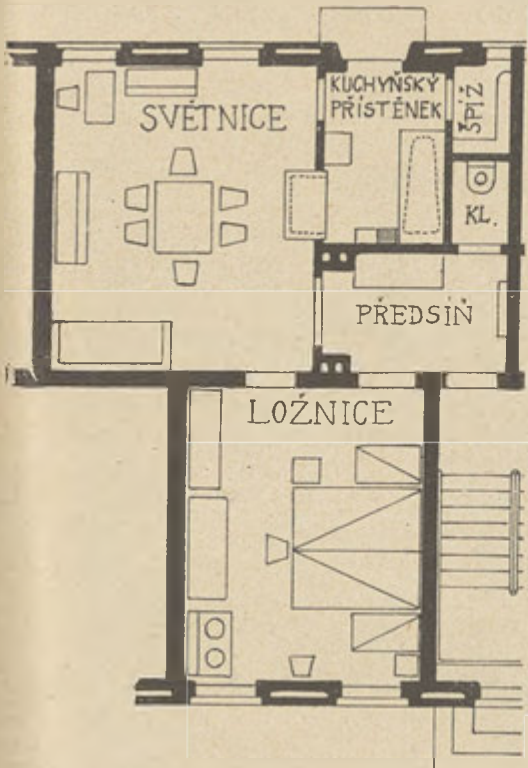 SVĚTNICE
KUCHYŇSKÝ
PŘÍSTĚNEK
SPÍŽ
KL.
PŘEDSÍŇ
LOŽNICE